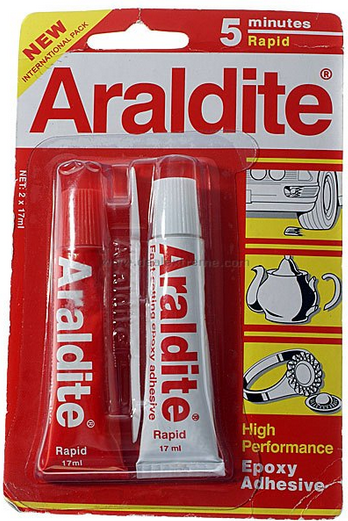 NEW
INTERNATIONAL PACK
5 minutes
Rapid
Araldite®
NET: 2 x 17ml
Araldite®
Rapid
17ml
Araldite
Araldite®
Fast setting epoxy adhesive
Rapid
17 ml
High
Performance
Epoxy
Adhesive